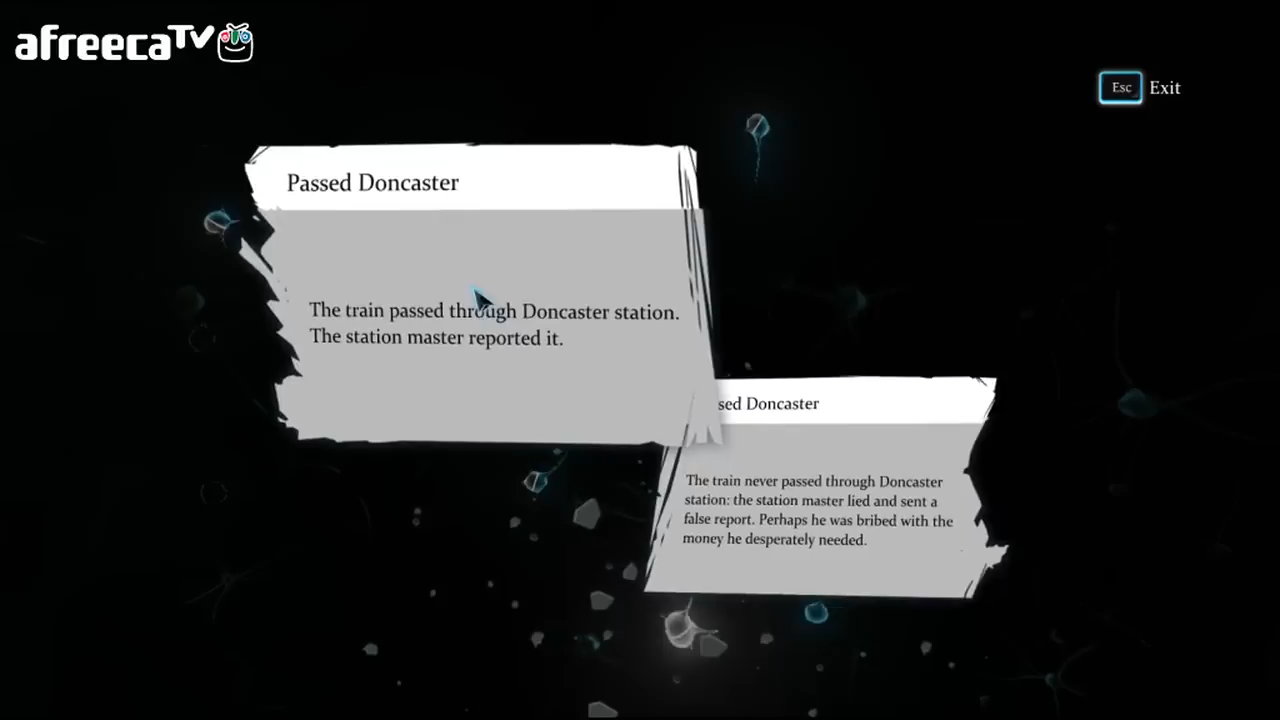 afreecaTV
Esc Exit
Passed Doncaster
The train passed through Doncaster station.
The station master reported it.
sed Doncaster
The train never passed through Doncaster
station: the station master lied and sent a
false report. Perhaps he was bribed with the
money he desperately needed.